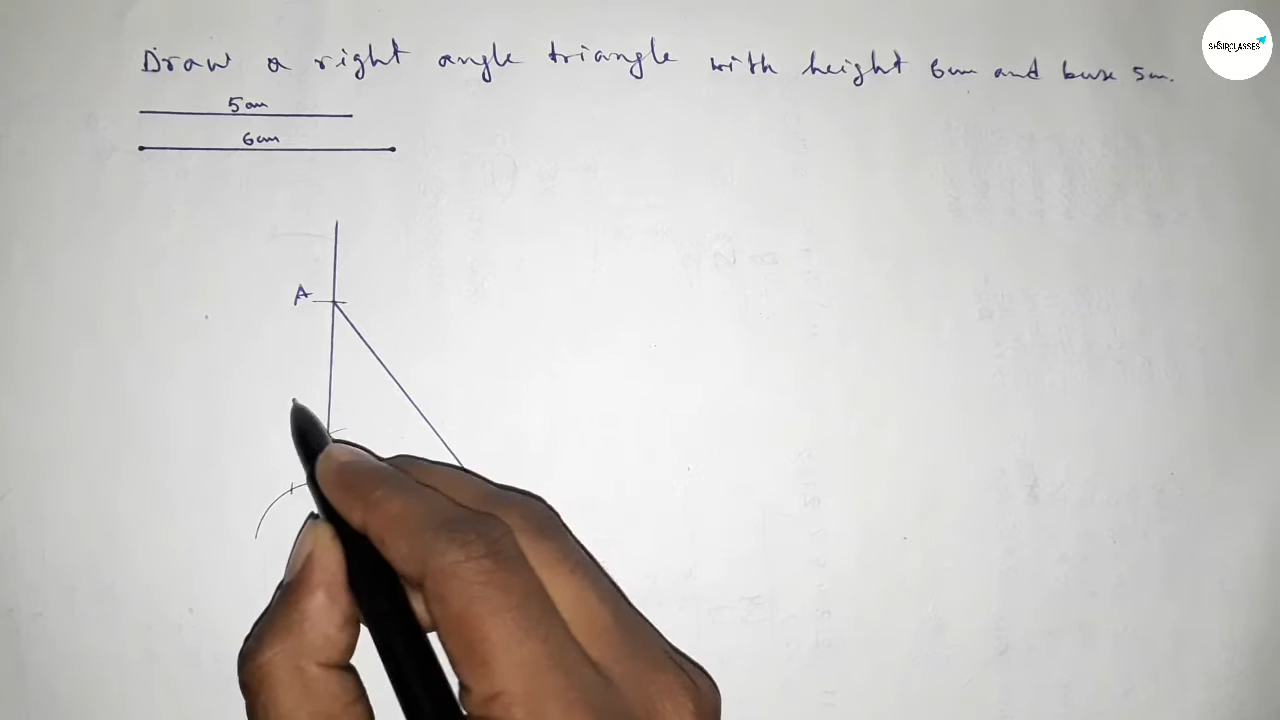 Draw a right angle triangle with height 6cm and base 5cm.
SHSIRCLASSES
5cm
6cm
A